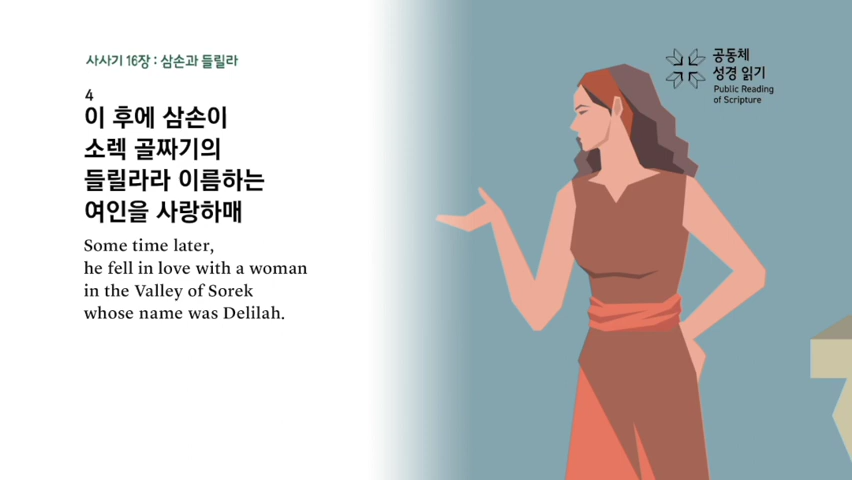 사사기 16장 : 삼손과 들릴라
4
이 후에 삼손이
소렉 골짜기의
들릴라라 이름하는
여인을 사랑하매
Some time later,
he fell in love with a woman
in the Valley of Sorek
whose name was Delilah.
공동체
성경 읽기
Public Reading
of Scripture